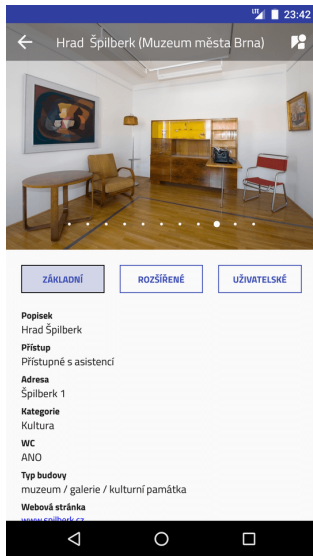 LTE 23:42
Hrad Špilberk (Muzeum města Brna)
ZÁKLADNÍ ROZŠÍŘENÉ UŽIVATELSKÉ
Popisek
Hrad Špilberk
Přístup
Přístupné s asistencí
Adresa
Špilberk 1
Kategorie
Kultura
WC
ANO
Typ budovy
muzeum / galerie / kulturní památka
Webová stránka
www.spilberk.cz